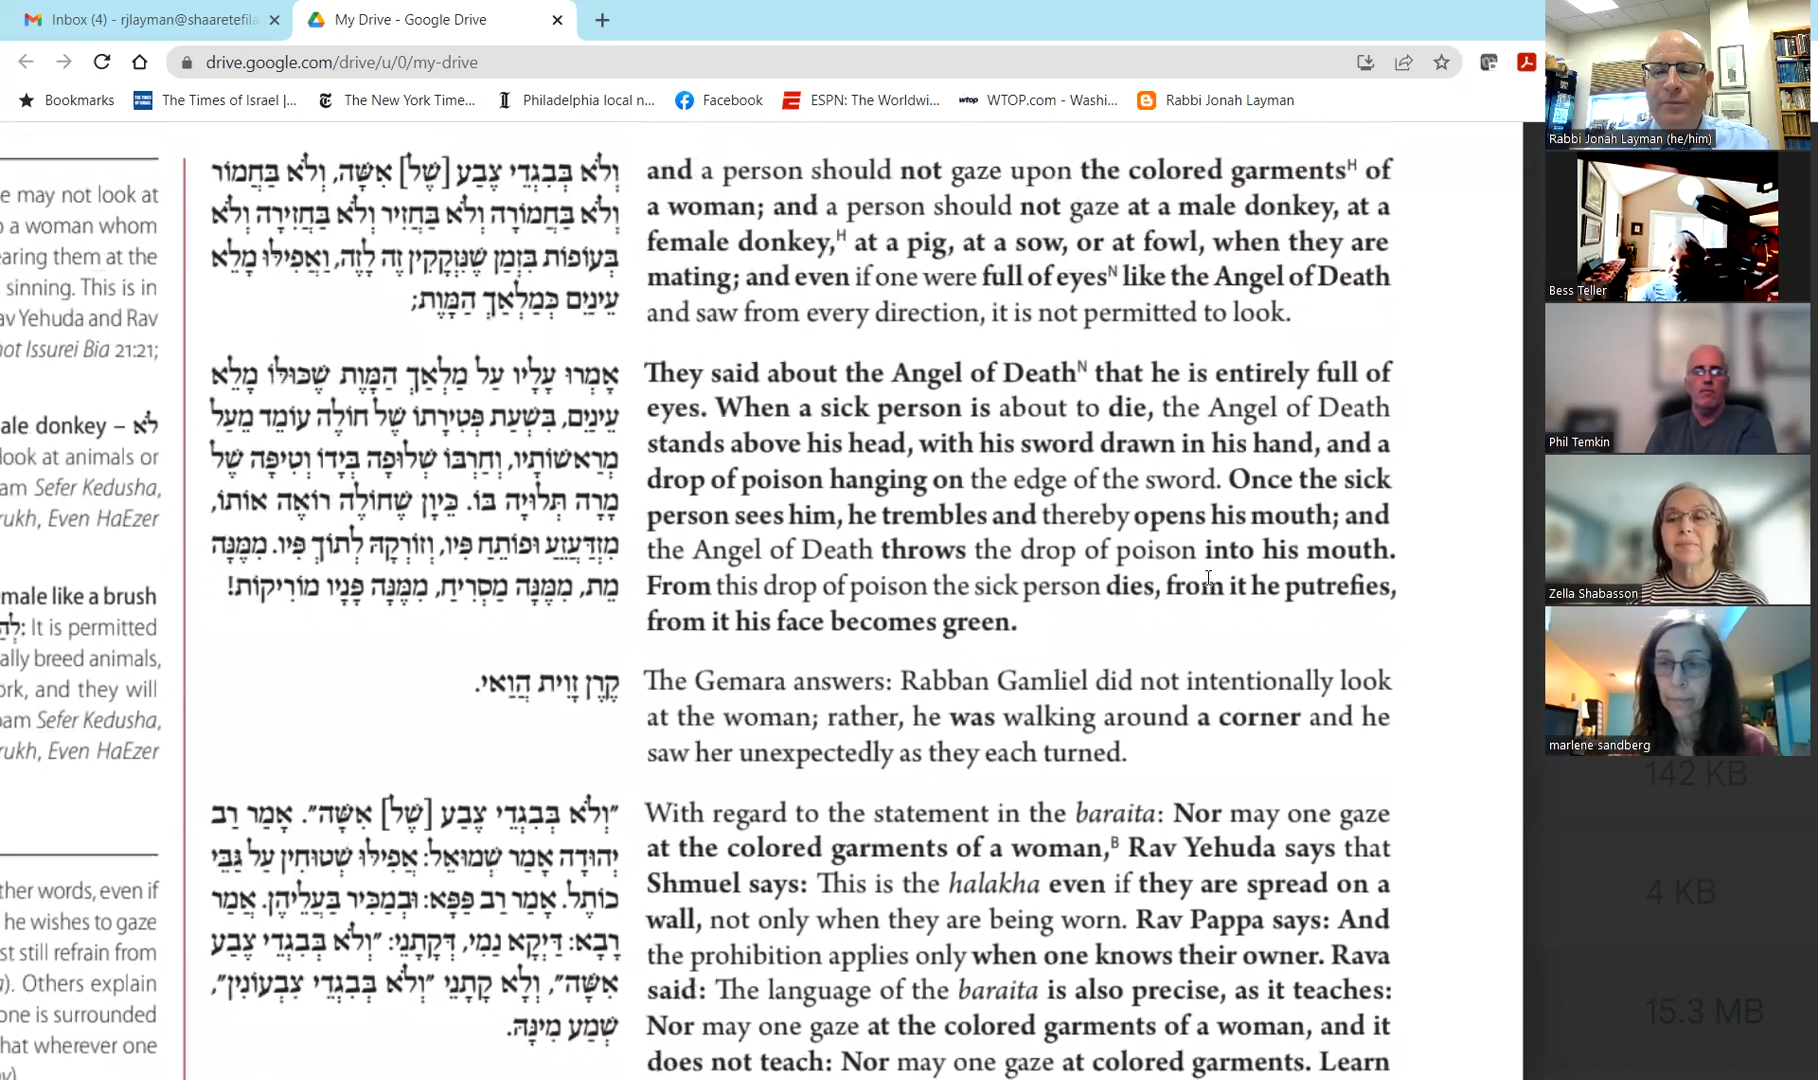 Inbox (4) - rjlayman@shaaretefila
My Drive - Google Drive
drive.google.com/drive/u/0/my-drive
Bookmarks
The Times of Israel |...
The New York Time...
Philadelphia local n...
Facebook
ESPN: The Worldwi...
WTOP.com - Washi...
Rabbi Jonah Layman
e may not look at
o a woman whom
earing them at the
sinning. This is in
av Yehuda and Rav
not Issurei Bia 21:21;
ale donkey – לֹא
look at animals or
am Sefer Kedusha,
rukh, Even HaEzer
male like a brush
It is permitted
ally breed animals,
ork, and they will
am Sefer Kedusha,
rukh, Even HaEzer
ther words, even if
he wishes to gaze
st still refrain from
). Others explain
one is surrounded
hat wherever one
וְלֹא בְּבִגְדֵי צֶבַע [שֶׁל] אִשָּׁה, וְלֹא בַּחֲמוֹר
וְלֹא בַּחֲמוֹרָה וְלֹא בַּחֲזִיר וְלֹא בַּחֲזִירָה וְלֹא
בְּעוֹפוֹת בִּזְמַן שֶׁנִּזְקָקִין זֶה לָזֶה, וַאֲפִילּוּ מָלֵא
עֵינַיִם כְּמַלְאַךְ הַמָּוֶת;
אָמְרוּ עָלָיו עַל מַלְאַךְ הַמָּוֶת שֶׁכּוּלּוֹ מָלֵא
עֵינַיִם, בִּשְׁעַת פְּטִירָתוֹ שֶׁל חוֹלֶה עוֹמֵד מֵעַל
מְרַאֲשׁוֹתָיו, וְחַרְבּוֹ שְׁלוּפָה בְּיָדוֹ וְטִיפָּה שֶׁל
מָרָה תְּלוּיָה בּוֹ. כֵּיוָן שֶׁחוֹלֶה רוֹאֶה אוֹתוֹ,
מִזְדַּעְזֵעַ וּפוֹתֵחַ פִּיו, וְזוֹרְקָהּ לְתוֹךְ פִּיו. מִמֶּנָּה
מֵת, מִמֶּנָּה מַסְרִיחַ, מִמֶּנָּה פָּנָיו מוֹרִיקוֹת!
קֶרֶן זָוִית הֲוַאי.
״וְלֹא בְּבִגְדֵי צֶבַע [שֶׁל] אִשָּׁה״. אָמַר רַב
יְהוּדָה אָמַר שְׁמוּאֵל: אֲפִילּוּ שְׁטוּחִין עַל גַּבֵּי
כּוֹתֶל. אָמַר רַב פַּפָּא: וּבְמַכִּיר בַּעֲלֵיהֶן. אָמַר
רָבָא: דַּיְקָא נַמִי, דְּקָתָנֵי: ״וְלֹא בְּבִגְדֵי צֶבַע
אִשָּׁה״, וְלָא קָתָנֵי ״וְלֹא בְּבִגְדֵי צִבְעוֹנִין״,
שְׁמַע מִינַּהּ.
and a person should not gaze upon the colored garmentsᴴ of
a woman; and a person should not gaze at a male donkey, at a
female donkey,ᴴ at a pig, at a sow, or at fowl, when they are
mating; and even if one were full of eyesᴺ like the Angel of Death
and saw from every direction, it is not permitted to look.
They said about the Angel of Deathᴺ that he is entirely full of
eyes. When a sick person is about to die, the Angel of Death
stands above his head, with his sword drawn in his hand, and a
drop of poison hanging on the edge of the sword. Once the sick
person sees him, he trembles and thereby opens his mouth; and
the Angel of Death throws the drop of poison into his mouth.
From this drop of poison the sick person dies, from it he putrefies,
from it his face becomes green.
The Gemara answers: Rabban Gamliel did not intentionally look
at the woman; rather, he was walking around a corner and he
saw her unexpectedly as they each turned.
With regard to the statement in the baraita: Nor may one gaze
at the colored garments of a woman,ᴮ Rav Yehuda says that
Shmuel says: This is the halakha even if they are spread on a
wall, not only when they are being worn. Rav Pappa says: And
the prohibition applies only when one knows their owner. Rava
said: The language of the baraita is also precise, as it teaches:
Nor may one gaze at the colored garments of a woman, and it
does not teach: Nor may one gaze at colored garments. Learn
Rabbi Jonah Layman (he/him)
Bess Teller
Phil Temkin
Zella Shabasson
marlene sandberg
142 KB
4 KB
15.3 MB